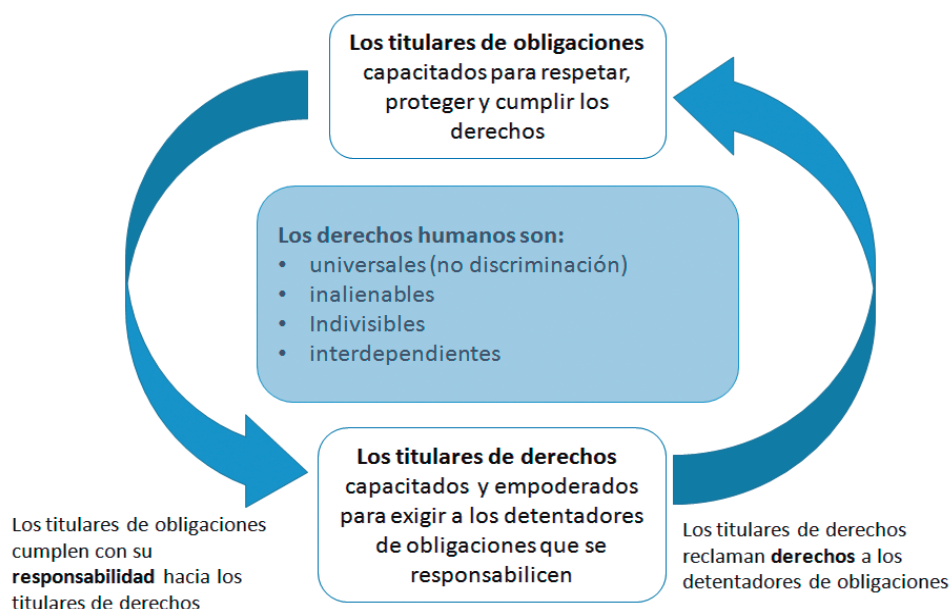 Los titulares de obligaciones
capacitados para respetar,
proteger y cumplir los
derechos
Los derechos humanos son:
• universales (no discriminación)
• inalienables
• Indivisibles
• interdependientes
Los titulares de derechos
capacitados y empoderados
para exigir a los detentadores
de obligaciones que se
responsabilicen
Los titulares de obligaciones
cumplen con su
responsabilidad hacia los
titulares de derechos
Los titulares de derechos
reclaman derechos a los
detentadores de obligaciones